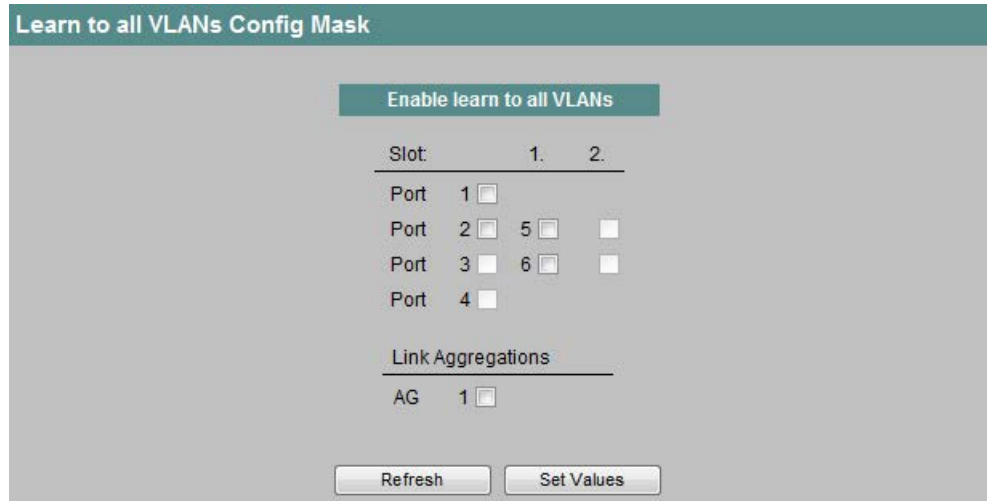 Learn to all VLANs Config Mask
Enable learn to all VLANs
Slot: 1. 2.
Port 1
Port 2 5
Port 3 6
Port 4
Link Aggregations
AG 1
Refresh Set Values